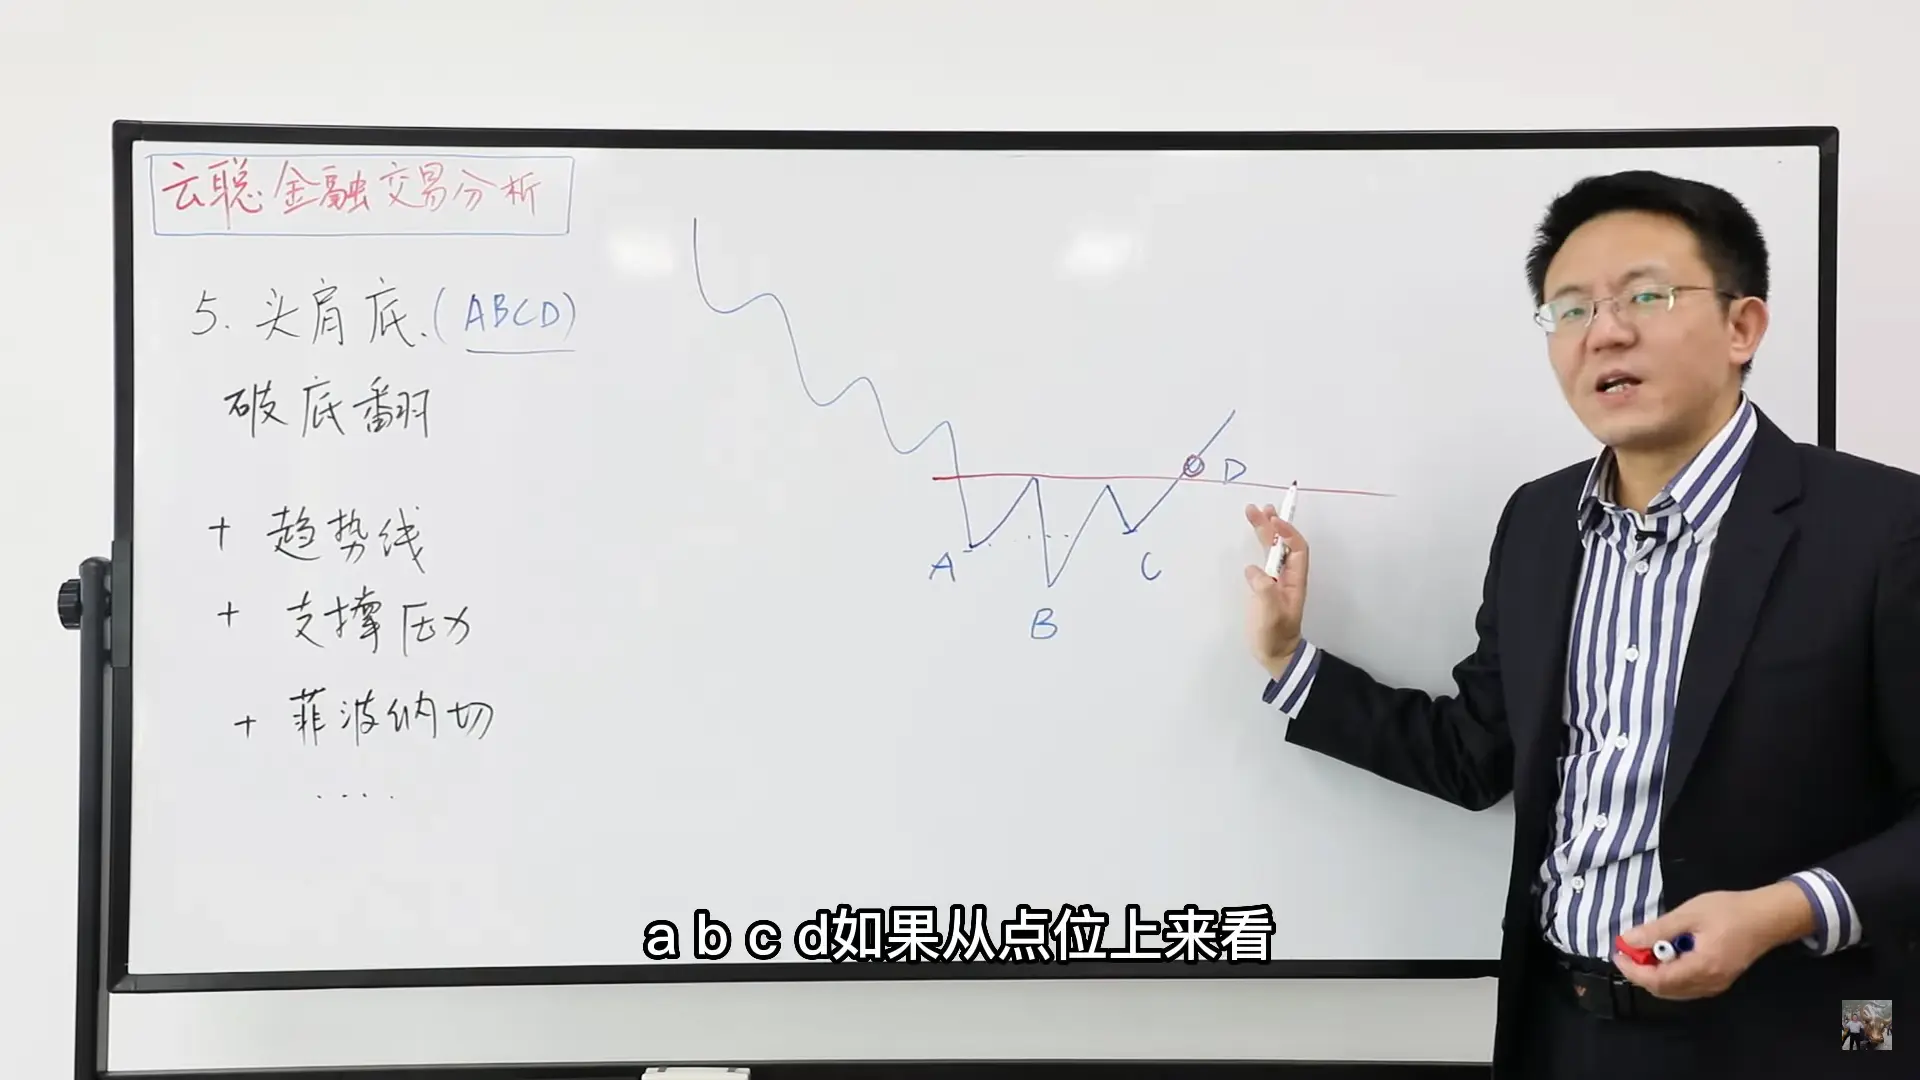 云聪金融交易分析
5. 头肩底.(ABCD)
破底翻
+ 趋势线
+ 支撑压力
+ 菲波纳切
....
D
A
C
B
a b c d如果从点位上来看